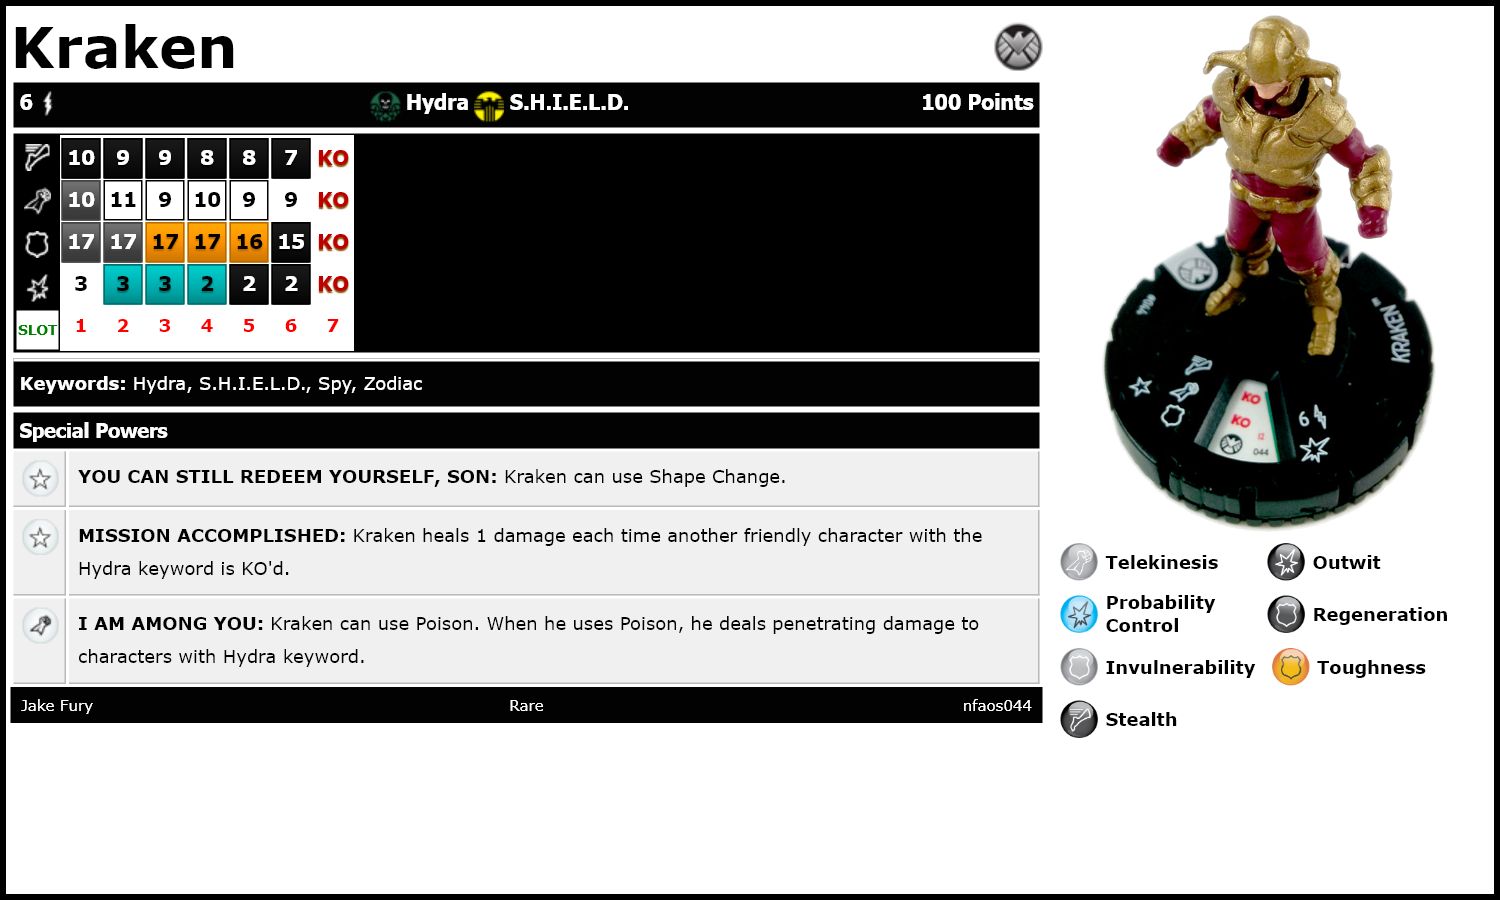 Kraken
6 Hydra S.H.I.E.L.D. 100 Points
10 9 9 8 8 7 KO
10 11 9 10 9 9 KO
17 17 17 17 16 15 KO
3 3 3 2 2 2 KO
SLOT 1 2 3 4 5 6 7
Keywords: Hydra, S.H.I.E.L.D., Spy, Zodiac
Special Powers
YOU CAN STILL REDEEM YOURSELF, SON: Kraken can use Shape Change.
MISSION ACCOMPLISHED: Kraken heals 1 damage each time another friendly character with the
Hydra keyword is KO'd.
I AM AMONG YOU: Kraken can use Poison. When he uses Poison, he deals penetrating damage to
characters with Hydra keyword.
Jake Fury Rare nfaos044
#044
KRAKEN
KO
KO
12
044
6
Telekinesis Outwit
Probability
Control
Regeneration
Invulnerability Toughness
Stealth